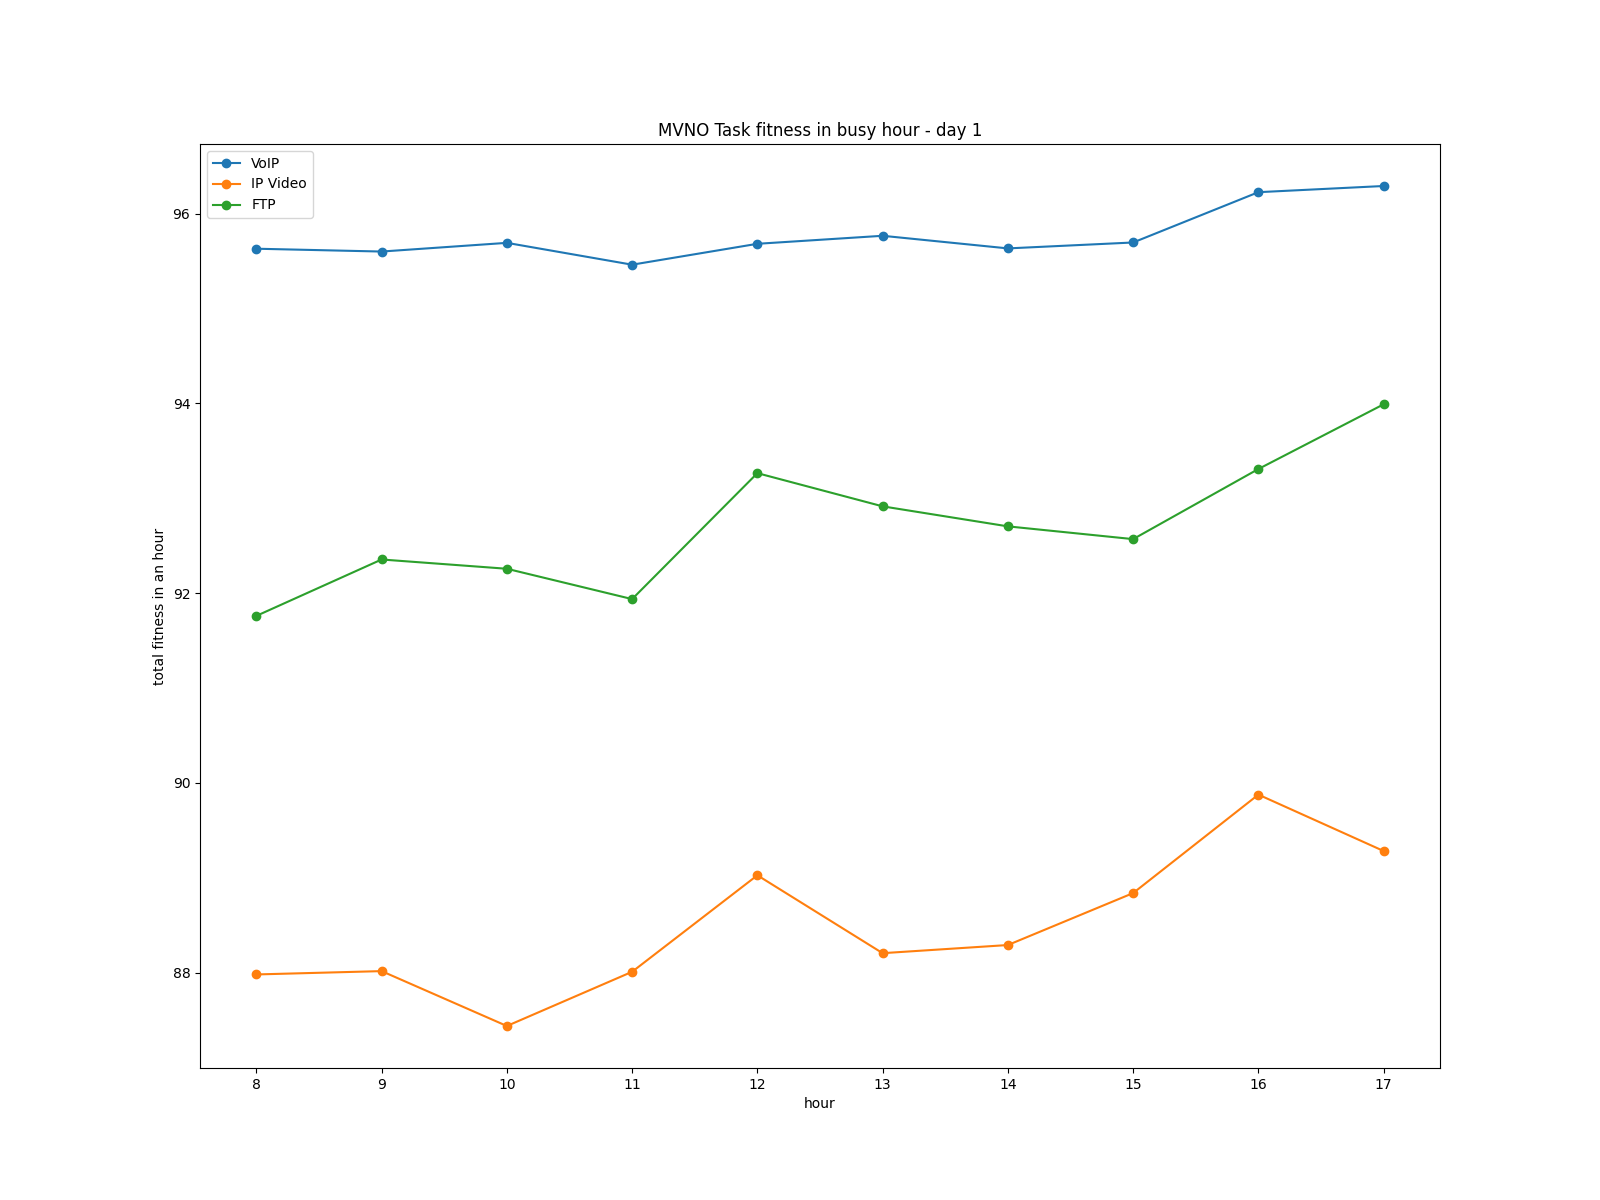 MVNO Task fitness in busy hour - day 1
VoIP
IP Video
FTP
96
94
92
90
88
total fitness in an hour
8 9 10 11 12 13 14 15 16 17
hour